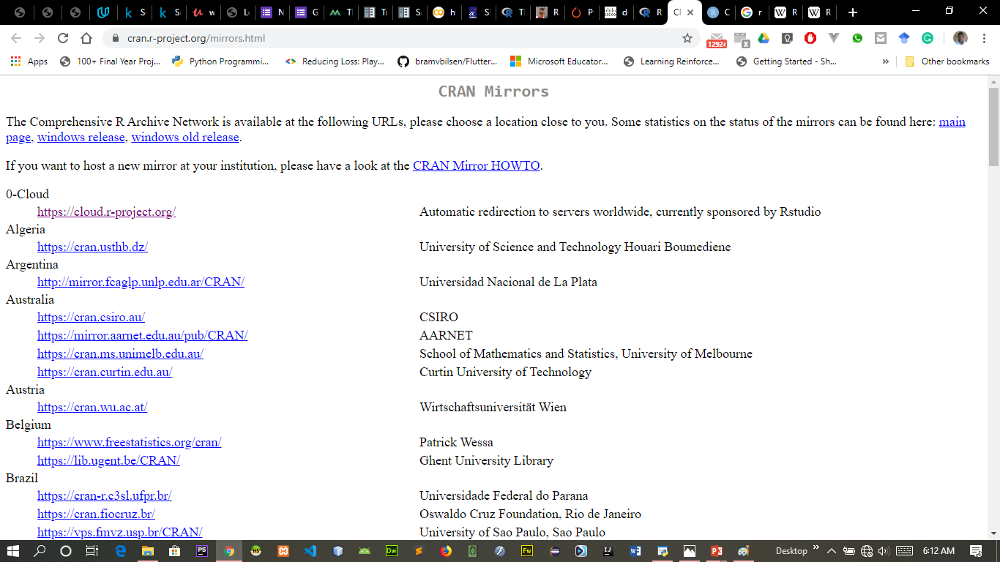 S
S
w
L
N
G
T
T
S
h
S
T
R
P
d
R
C
C
r
R
R
cran.r-project.org/mirrors.html
12924
Apps
100+ Final Year Proj...
Python Programmi...
Reducing Loss: Play...
bramvbilsen/Flutter...
Microsoft Educator...
Learning Reinforce...
Getting Started - Sh...
»
Other bookmarks
CRAN Mirrors
The Comprehensive R Archive Network is available at the following URLs, please choose a location close to you. Some statistics on the status of the mirrors can be found here: main
page, windows release, windows old release.
If you want to host a new mirror at your institution, please have a look at the CRAN Mirror HOWTO.
0-Cloud
https://cloud.r-project.org/ Automatic redirection to servers worldwide, currently sponsored by Rstudio
Algeria
https://cran.usthb.dz/ University of Science and Technology Houari Boumediene
Argentina
http://mirror.fcaglp.unlp.edu.ar/CRAN/ Universidad Nacional de La Plata
Australia
https://cran.csiro.au/ CSIRO
https://mirror.aarnet.edu.au/pub/CRAN/ AARNET
https://cran.ms.unimelb.edu.au/ School of Mathematics and Statistics, University of Melbourne
https://cran.curtin.edu.au/ Curtin University of Technology
Austria
https://cran.wu.ac.at/ Wirtschaftsuniversität Wien
Belgium
https://www.freestatistics.org/cran/ Patrick Wessa
https://lib.ugent.be/CRAN/ Ghent University Library
Brazil
https://cran-r.c3sl.ufpr.br/ Universidade Federal do Parana
https://cran.fiocruz.br/ Oswaldo Cruz Foundation, Rio de Janeiro
https://vps.fmvz.usp.br/CRAN/ University of Sao Paulo, Sao Paulo
Desktop » 6:12 AM